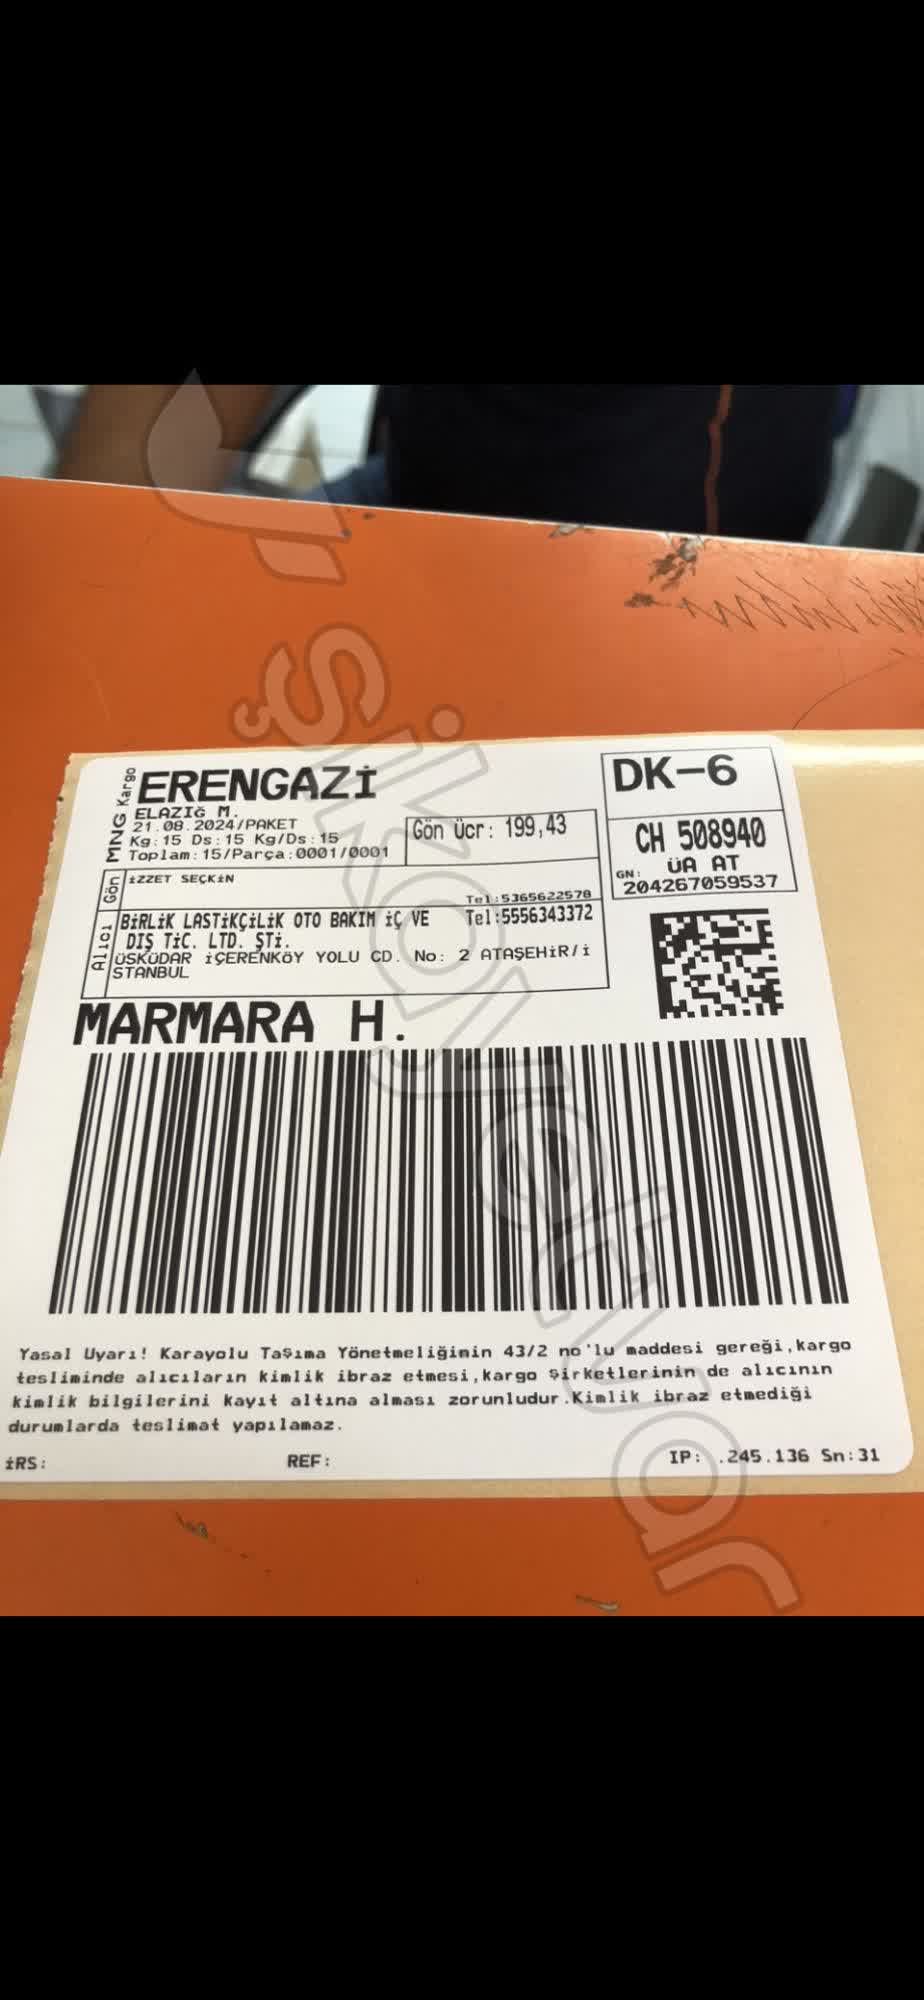 MNG Kargo
ERENGAZİ
ELAZIğ M.
21.08.2024/PAKET
Kg:15 Ds:15 Kg/Ds:15
Toplam:15/Parça:0001/0001
Gön Ücr: 199,43
DK-6
CH 508940
ÜA AT
GN: 204267059537
Gön
İZZET SEÇKİN
Tel:5365622578
Alıcı
BİRLİK LASTİKÇİLİK OTO BAKIM İÇ VE Tel:5556343372
DIŞ TİC. LTD. ŞTİ.
ÜSKÜDAR İÇERENKÖY YOLU CD. No: 2 ATAŞEHİR/İ
STANBUL
MARMARA H.
Yasal Uyarı! Karayolu Taşıma Yönetmeliğimin 43/2 no'lu maddesi gereği,kargo
tesliminde alıcıların kimlik ibraz etmesi,kargo Şirketlerinin de alıcının
kimlik bilgilerini kayıt altına alması zorunludur.Kimlik ibraz etmediği
durumlarda teslimat yapılamaz.
İRS: REF: IP: .245.136 Sn:31
şikayetvar